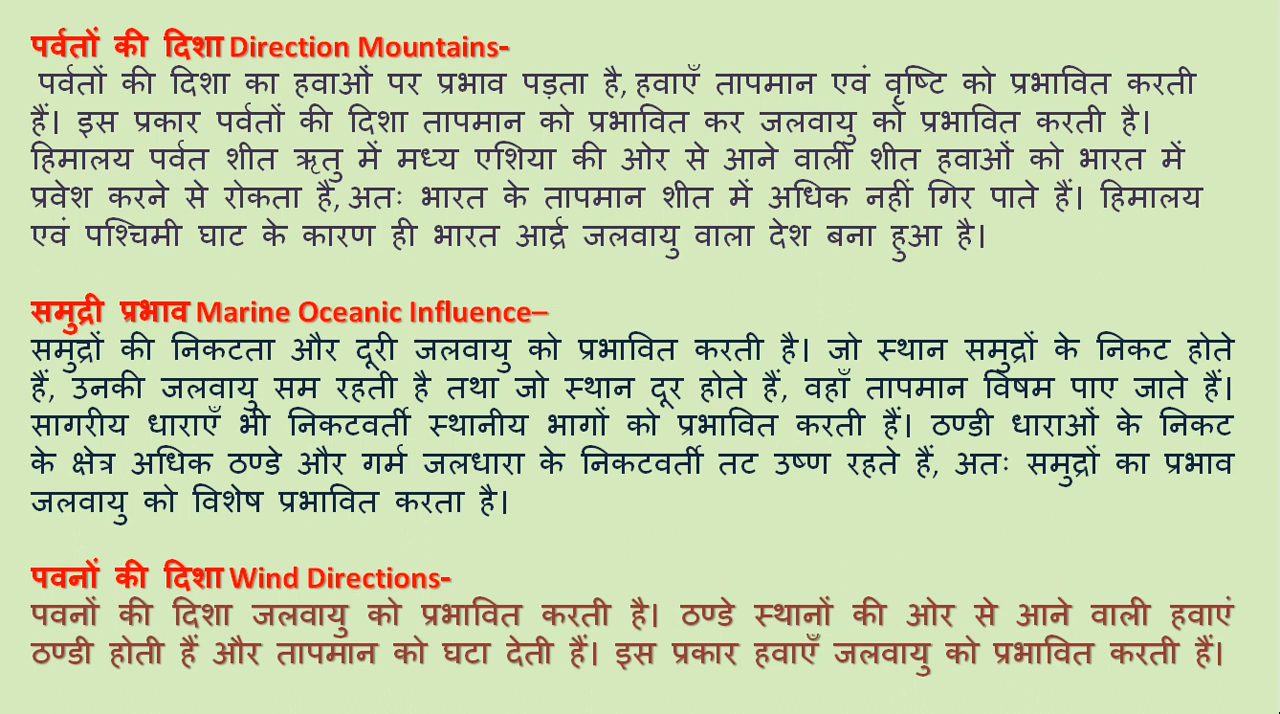 पर्वतों की दिशा Direction Mountains-
पर्वतों की दिशा का हवाओं पर प्रभाव पड़ता है, हवाएँ तापमान एवं वृष्टि को प्रभावित करती
हैं। इस प्रकार पर्वतों की दिशा तापमान को प्रभावित कर जलवायु को प्रभावित करती है।
हिमालय पर्वत शीत ऋतु में मध्य एशिया की ओर से आने वाली शीत हवाओं को भारत में
प्रवेश करने से रोकता है, अतः भारत के तापमान शीत में अधिक नहीं गिर पाते हैं। हिमालय
एवं पश्चिमी घाट के कारण ही भारत आर्द्र जलवायु वाला देश बना हुआ है।
समुद्री प्रभाव Marine Oceanic Influence–
समुद्रों की निकटता और दूरी जलवायु को प्रभावित करती है। जो स्थान समुद्रों के निकट होते
हैं, उनकी जलवायु सम रहती है तथा जो स्थान दूर होते हैं, वहाँ तापमान विषम पाए जाते हैं।
सागरीय धाराएँ भी निकटवर्ती स्थानीय भागों को प्रभावित करती हैं। ठण्डी धाराओं के निकट
के क्षेत्र अधिक ठण्डे और गर्म जलधारा के निकटवर्ती तट उष्ण रहते हैं, अतः समुद्रों का प्रभाव
जलवायु को विशेष प्रभावित करता है।
पवनों की दिशा Wind Directions-
पवनों की दिशा जलवायु को प्रभावित करती है। ठण्डे स्थानों की ओर से आने वाली हवाएं
ठण्डी होती हैं और तापमान को घटा देती हैं। इस प्रकार हवाएँ जलवायु को प्रभावित करती हैं।